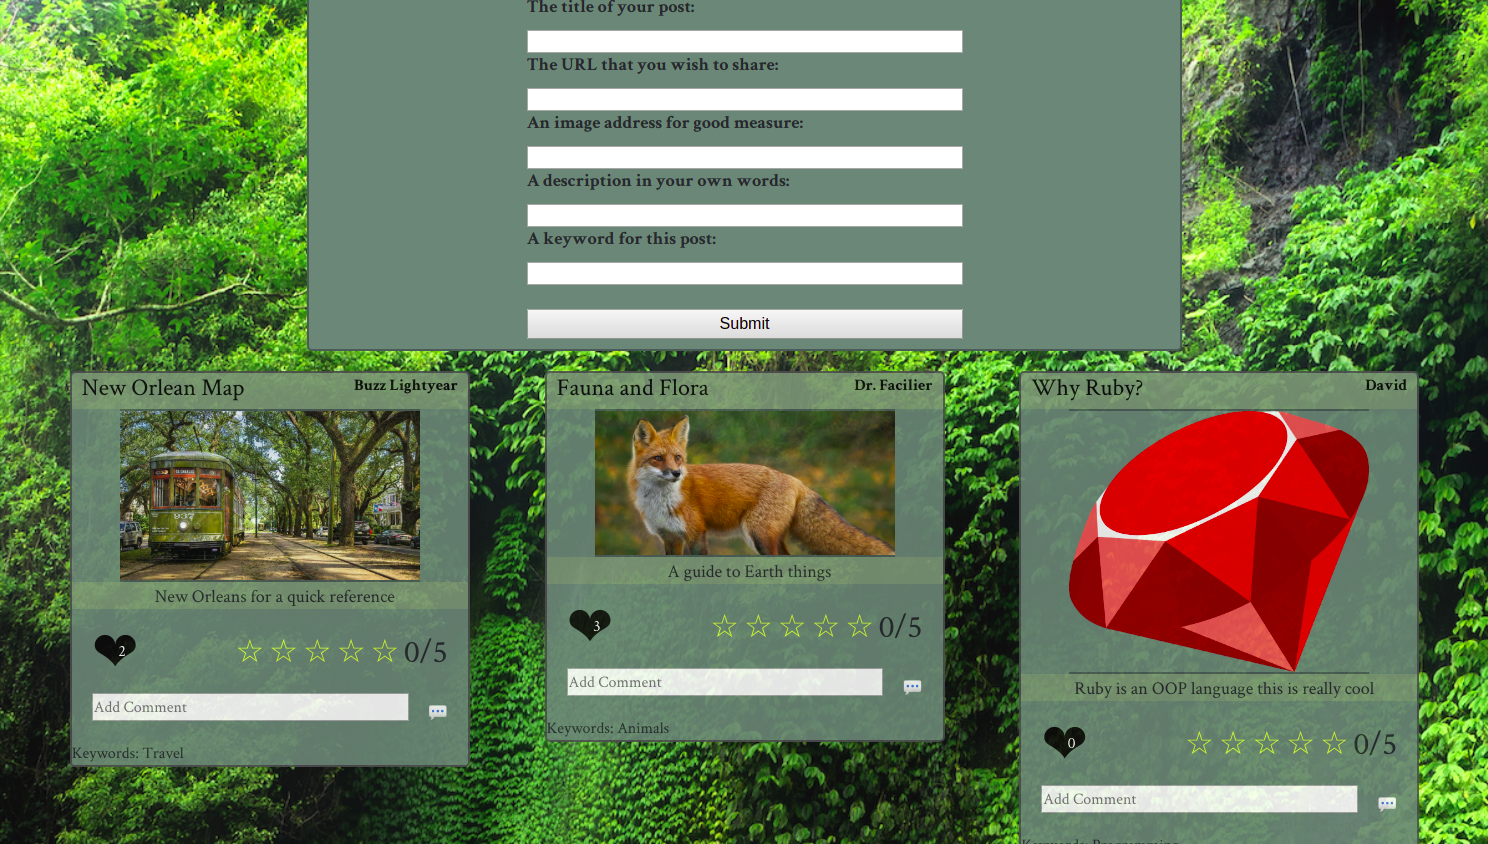 The title of your post:
The URL that you wish to share:
An image address for good measure:
A description in your own words:
A keyword for this post:
Submit
New Orlean Map
Buzz Lightyear
New Orleans for a quick reference
2
0/5
Add Comment
Keywords: Travel
Fauna and Flora
Dr. Facilier
A guide to Earth things
3
0/5
Add Comment
Keywords: Animals
Why Ruby?
David
Ruby is an OOP language this is really cool
0
0/5
Add Comment
Keywords: Programming